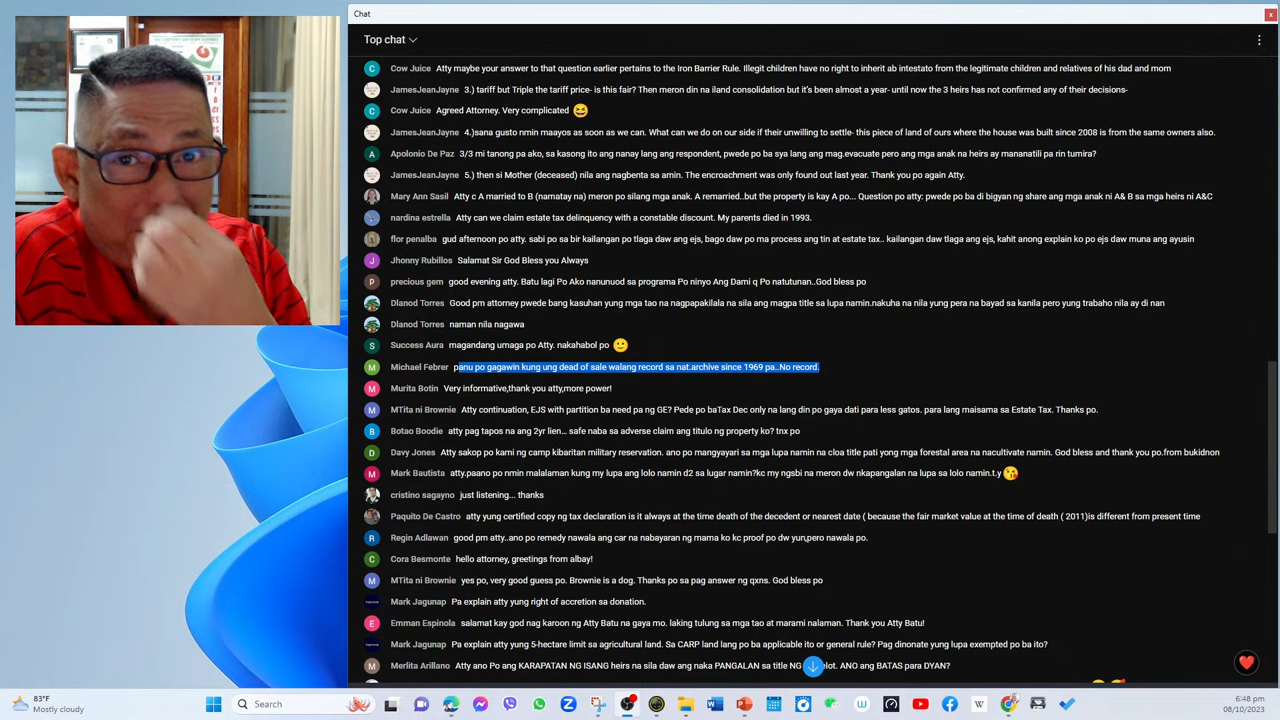 Chat
Top chat
Cow Juice Atty maybe your answer to that question earlier pertains to the Iron Barrier Rule. Illegit children have no right to inherit ab intestato from the legitimate children and relatives of his dad and mom
JamesJeanJayne 3.) tariff but Triple the tariff price- is this fair? Then meron din na iland consolidation but it's been almost a year- until now the 3 heirs has not confirmed any of their decisions-
Cow Juice Agreed Attorney. Very complicated 😆
JamesJeanJayne 4.)sana gusto nmin maayos as soon as we can. What can we do on our side if their unwilling to settle- this piece of land of ours where the house was built since 2008 is from the same owners also.
Apolonio De Paz 3/3 mi tanong pa ako, sa kasong ito ang nanay lang ang respondent, pwede po ba sya lang ang mag.evacuate pero ang mga anak na heirs ay mananatili pa rin tumira?
JamesJeanJayne 5.) then si Mother (deceased) nila ang nagbenta sa amin. The encroachment was only found out last year. Thank you po again Atty.
Mary Ann Sasil Atty c A married to B (namatay na) meron po silang mga anak. A remarried..but the property is kay A po... Question po atty: pwede po ba di bigyan ng share ang mga anak ni A& B sa mga heirs ni A&C
nardina estrella Atty can we claim estate tax delinquency with a constable discount. My parents died in 1993.
flor penalba gud afternoon po atty. sabi po sa bir kailangan po tlaga daw ang ejs, bago daw po ma process ang tin at estate tax.. kailangan daw tlaga ang ejs, kahit anong explain ko po ejs daw muna ang ayusin
Jhonny Rubillos Salamat Sir God Bless you Always
precious gem good evening atty. Batu lagi Po Ako nanunuod sa programa Po ninyo Ang Dami q Po natutunan..God bless po
Dlanod Torres Good pm attorney pwede bang kasuhan yung mga tao na nagpapakilala na sila ang magpa title sa lupa namin.nakuha na nila yung pera na bayad sa kanila pero yung trabaho nila ay di nan
Dlanod Torres naman nila nagawa
Success Aura magandang umaga po Atty. nakahabol po 🙂
Michael Febrer panu po gagawin kung ung dead of sale walang record sa nat.archive since 1969 pa..No record.
Murita Botin Very informative,thank you atty,more power!
MTita ni Brownie Atty continuation, EJS with partition ba need pa ng GE? Pede po baTax Dec only na lang din po gaya dati para less gatos. para lang maisama sa Estate Tax. Thanks po.
Botao Boodie atty pag tapos na ang 2yr lien... safe naba sa adverse claim ang titulo ng property ko? tnx po
Davy Jones Atty sakop po kami ng camp kibaritan military reservation. ano po mangyayari sa mga lupa namin na cloa title pati yong mga forestal area na nacultivate namin. God bless and thank you po.from bukidnon
Mark Bautista atty.paano po nmin malalaman kung my lupa ang lolo namin d2 sa lugar namin?kc my ngsbi na meron dw nkapangalan na lupa sa lolo namin.t.y 😘
cristino sagayno just listening... thanks
Paquito De Castro atty yung certified copy ng tax declaration is it always at the time death of the decedent or nearest date ( because the fair market value at the time of death ( 2011)is different from present time
Regin Adlawan good pm atty..ano po remedy nawala ang car na nabayaran ng mama ko kc proof po dw yun,pero nawala po.
Cora Besmonte hello attorney, greetings from albay!
MTita ni Brownie yes po, very good guess po. Brownie is a dog. Thanks po sa pag answer ng qxns. God bless po
Mark Jagunap Pa explain atty yung right of accretion sa donation.
Emman Espinola salamat kay god nag karoon ng Atty Batu na gaya mo. laking tulung sa mga tao at marami nalaman. Thank you Atty Batu!
Mark Jagunap Pa explain atty yung 5-hectare limit sa agricultural land. Sa CARP land lang po ba applicable ito or general rule? Pag dinonate yung lupa exempted po ba ito?
Merlita Arillano Atty ano Po ang KARAPATAN NG ISANG heirs na sila daw ang naka PANGALAN sa title NG lot. ANO ang BATAS para DYAN?
83°F
Mostly cloudy
Search
6:48 pm
08/10/2023